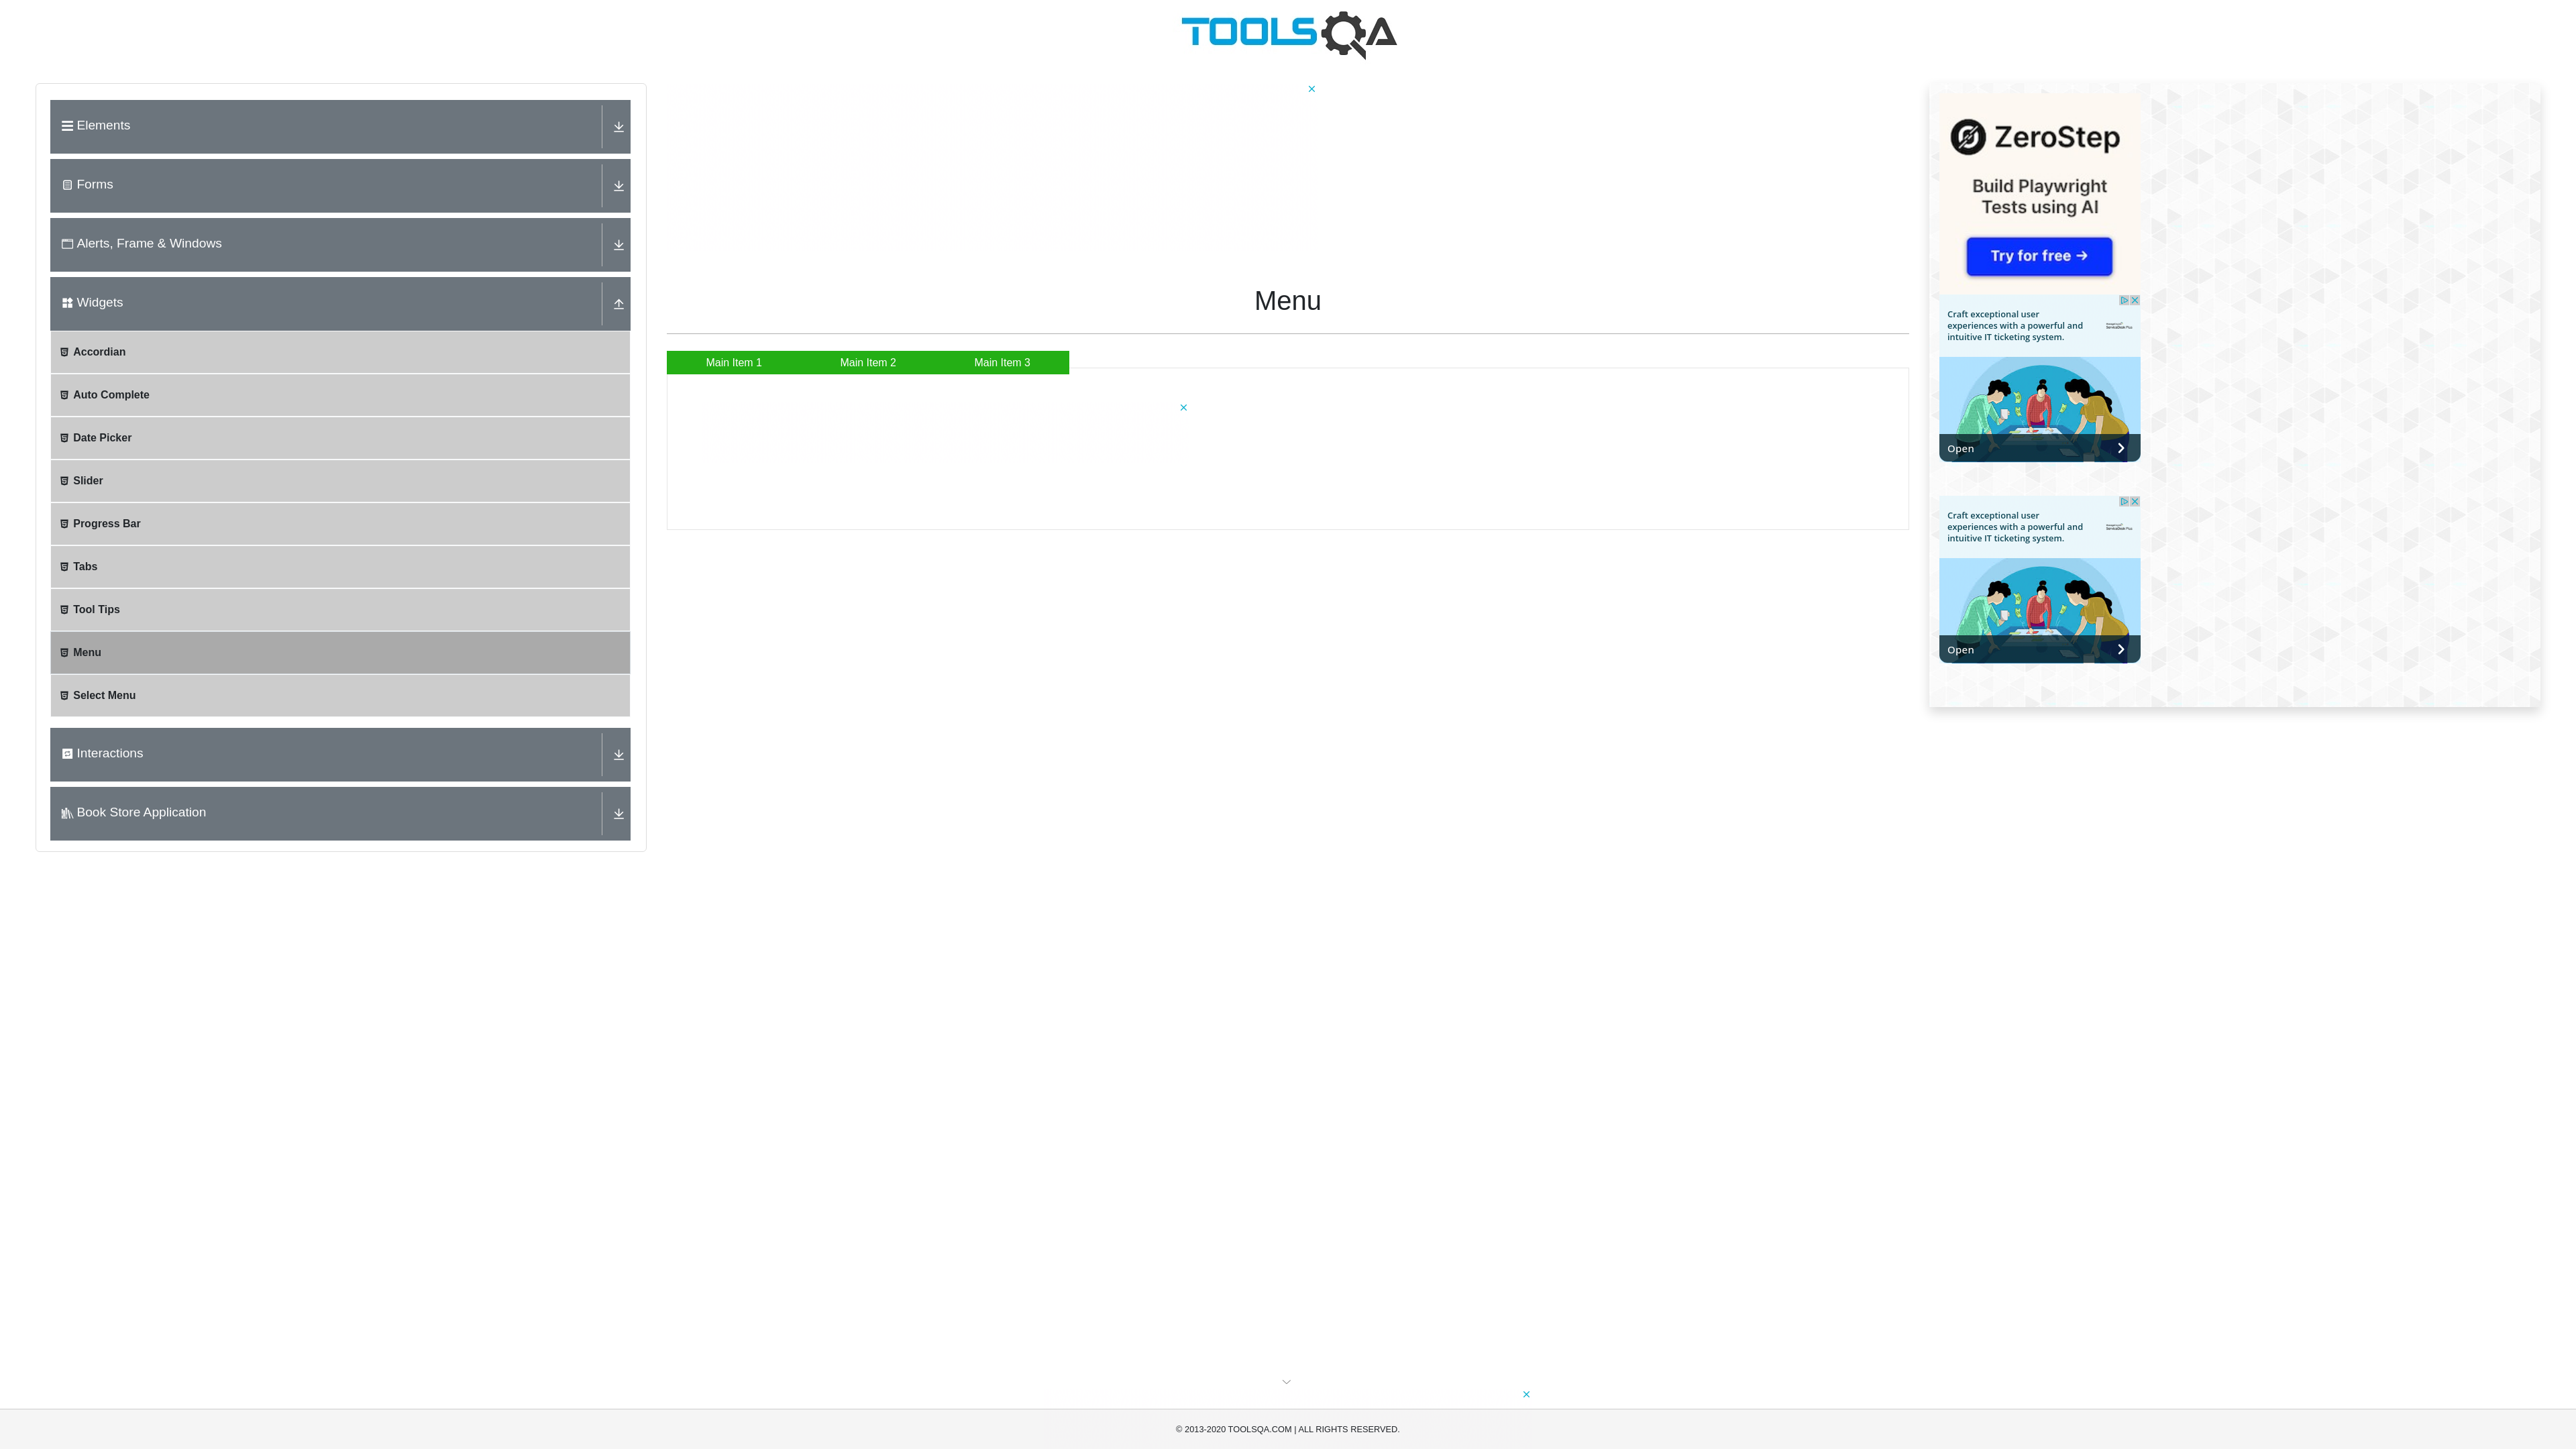 TOOLSQA
Elements
Forms
Alerts, Frame & Windows
Widgets
Accordian
Auto Complete
Date Picker
Slider
Progress Bar
Tabs
Tool Tips
Menu
Select Menu
Interactions
Book Store Application
Menu
Main Item 1
Main Item 2
Main Item 3
ZeroStep
Build Playwright
Tests using AI
Try for free →
Craft exceptional user
experiences with a powerful and
intuitive IT ticketing system.
Open
Craft exceptional user
experiences with a powerful and
intuitive IT ticketing system.
Open
© 2013-2020 TOOLSQA.COM | ALL RIGHTS RESERVED.